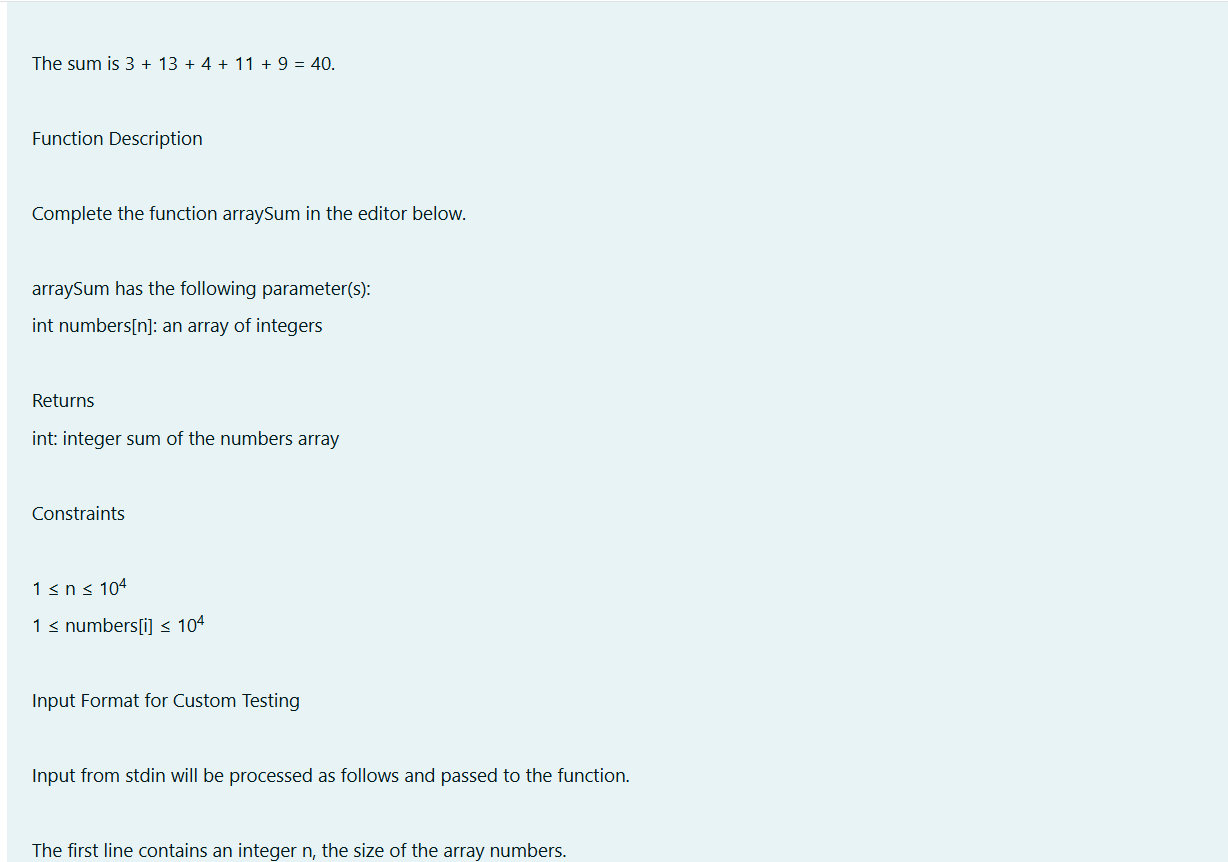 The sum is 3 + 13 + 4 + 11 + 9 = 40.
Function Description
Complete the function arraySum in the editor below.
arraySum has the following parameter(s):
int numbers[n]: an array of integers
Returns
int: integer sum of the numbers array
Constraints
1 ≤ n ≤ 10⁴
1 ≤ numbers[i] ≤ 10⁴
Input Format for Custom Testing
Input from stdin will be processed as follows and passed to the function.
The first line contains an integer n, the size of the array numbers.